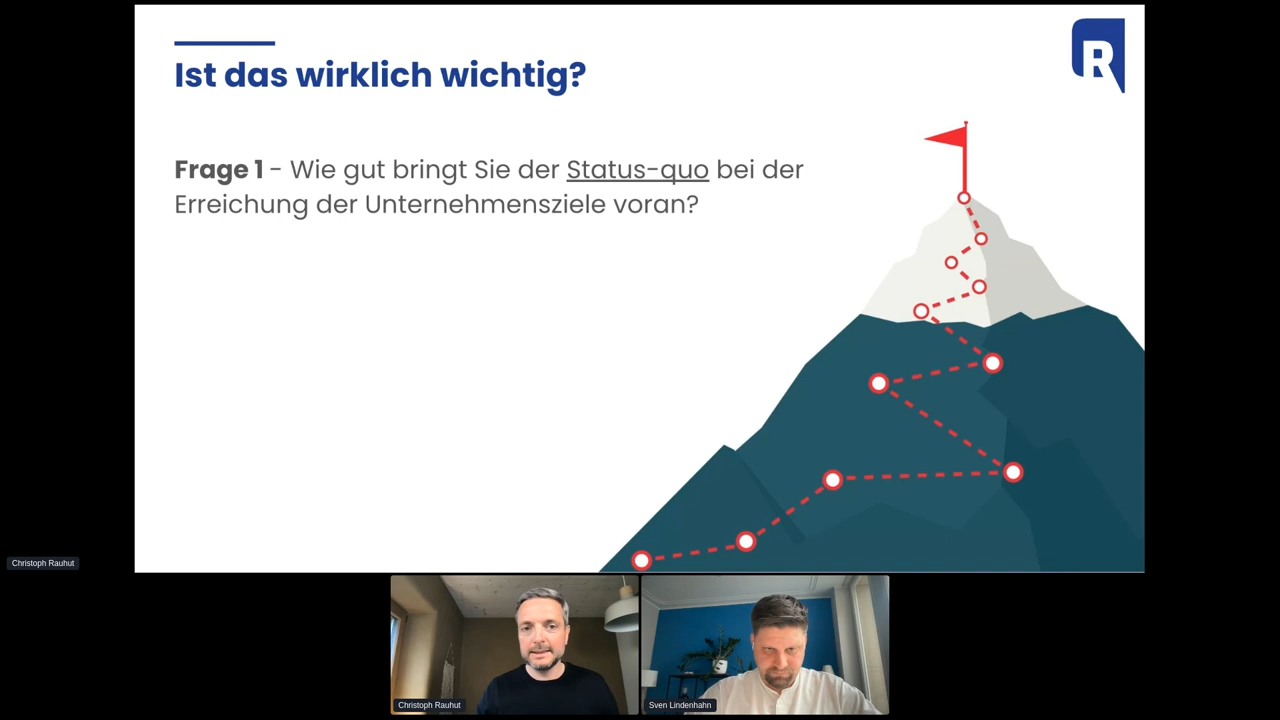 Ist das wirklich wichtig?
R
Frage 1 - Wie gut bringt Sie der Status-quo bei der
Erreichung der Unternehmensziele voran?
Christoph Rauhut
Christoph Rauhut
Sven Lindenhahn